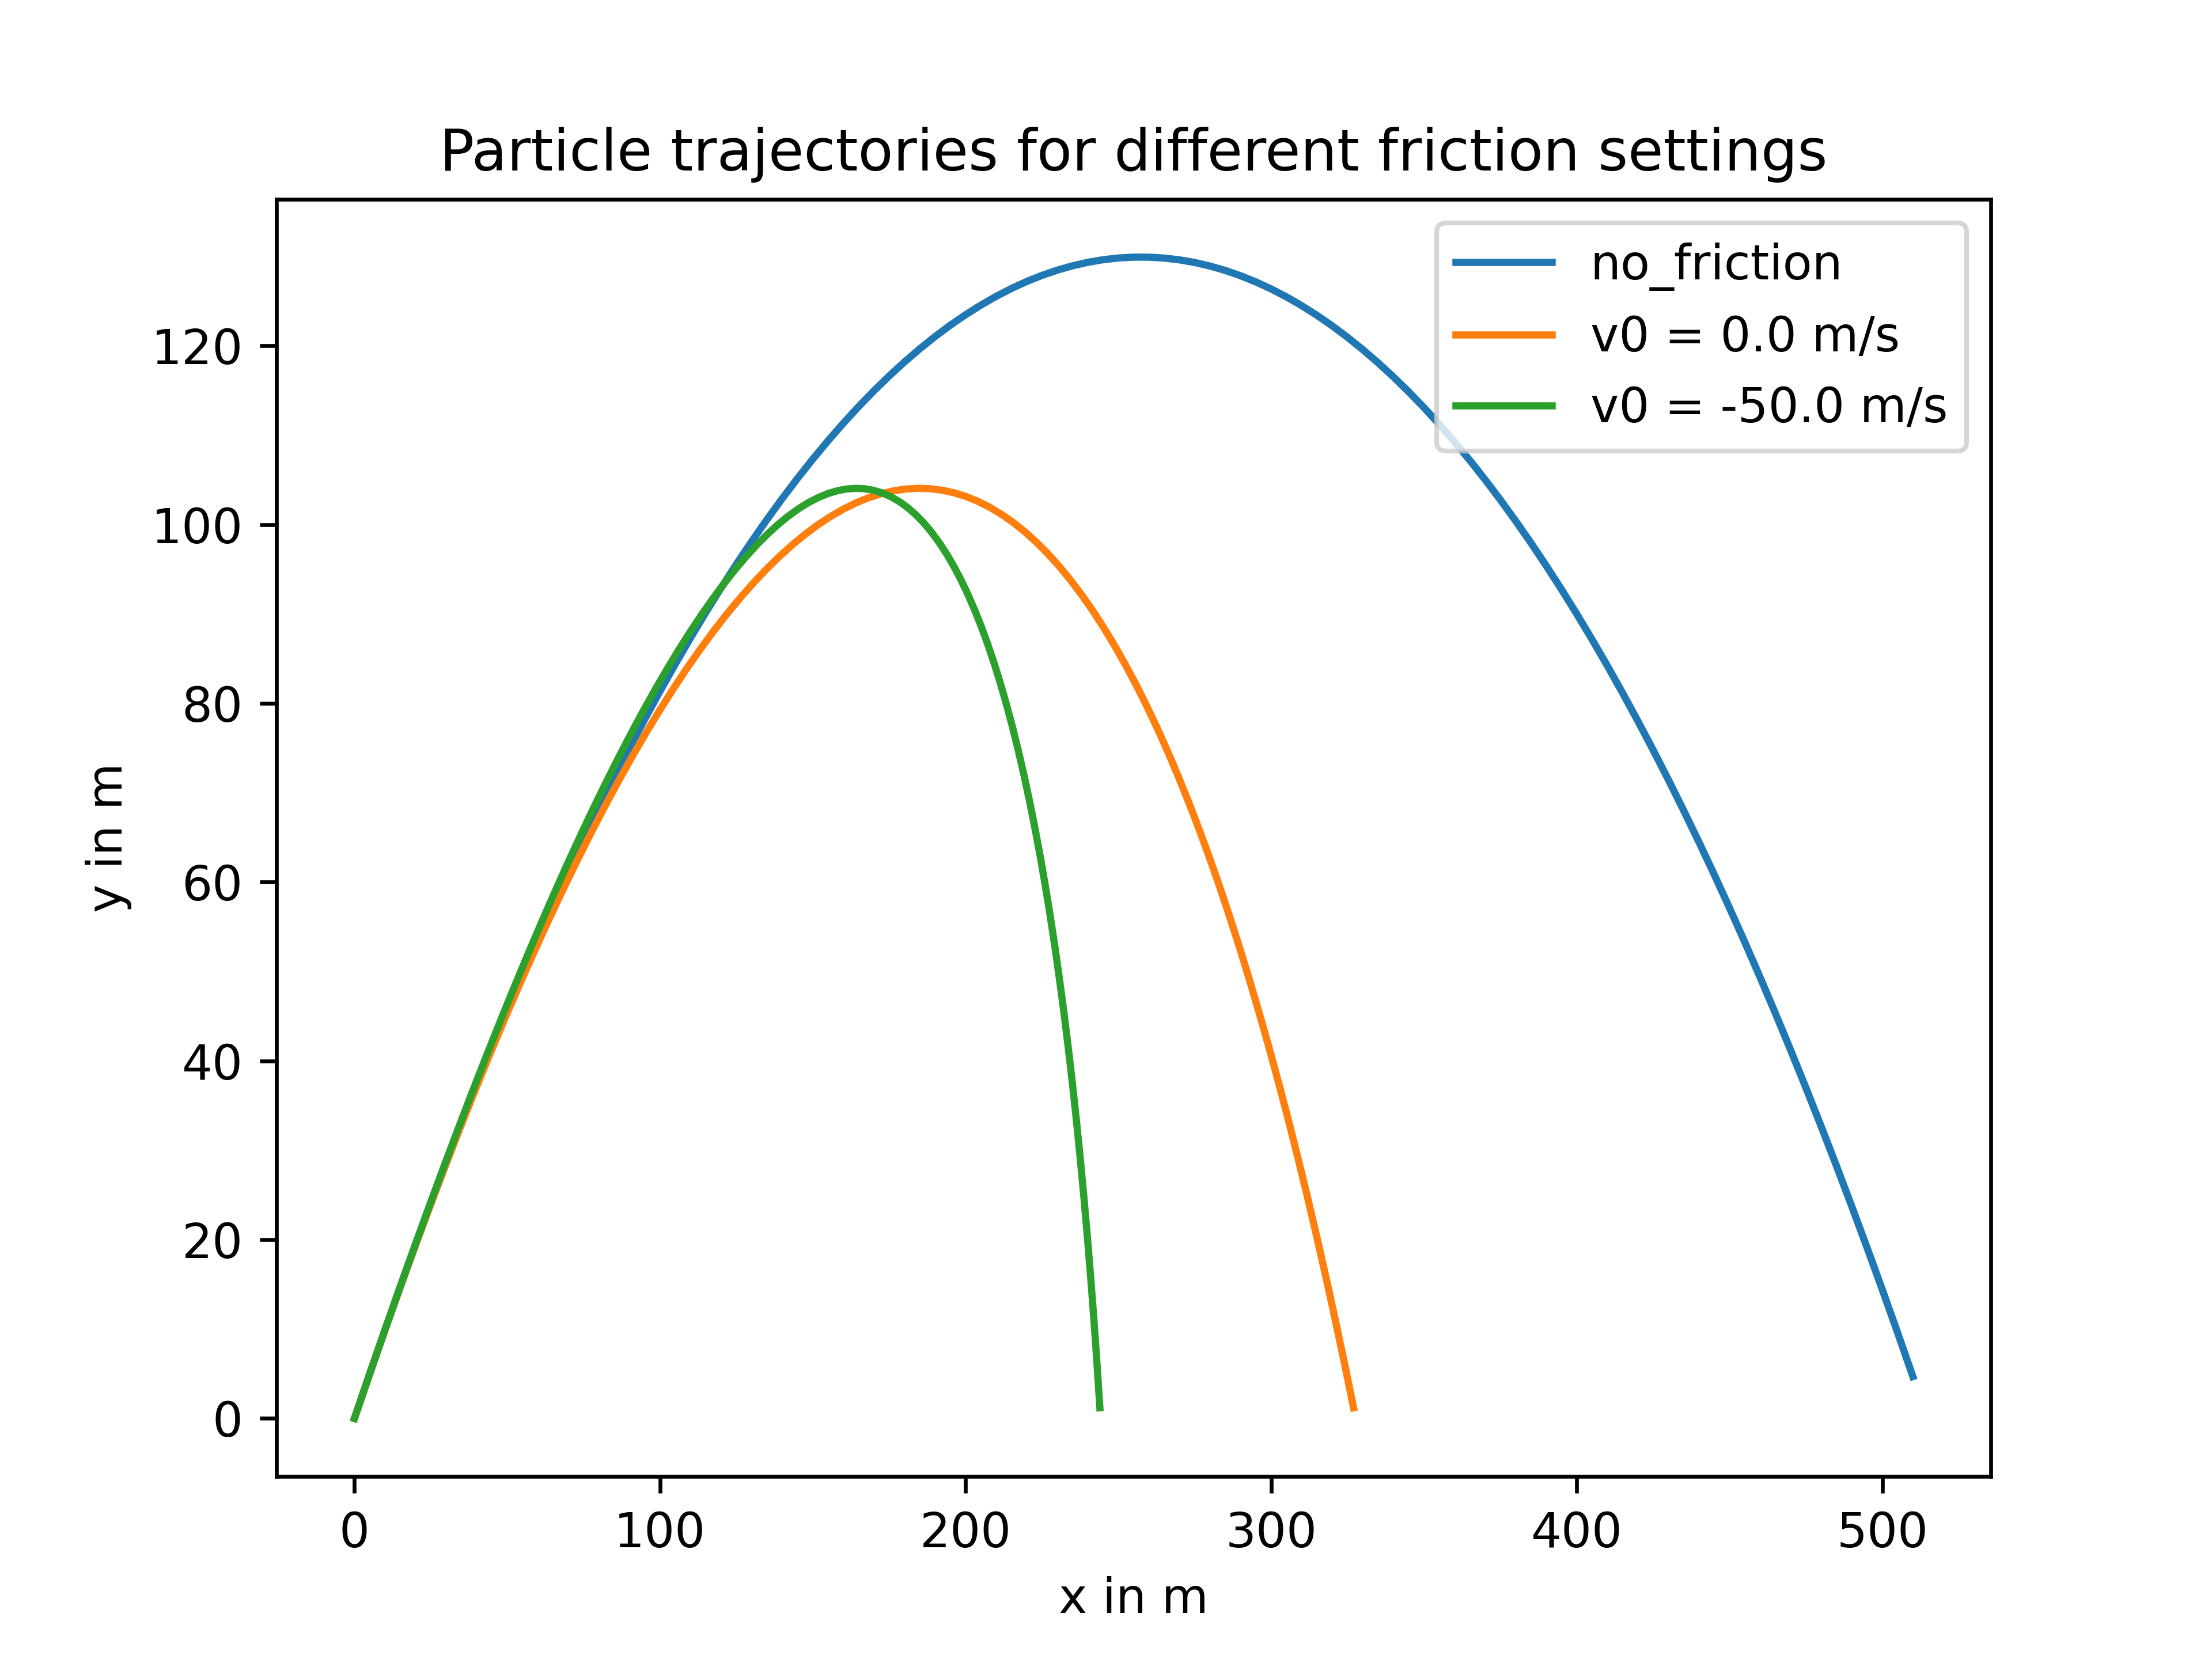 Particle trajectories for different friction settings
no_friction
v0 = 0.0 m/s
v0 = -50.0 m/s
120
100
80
60
40
20
0
y in m
0 100 200 300 400 500
x in m